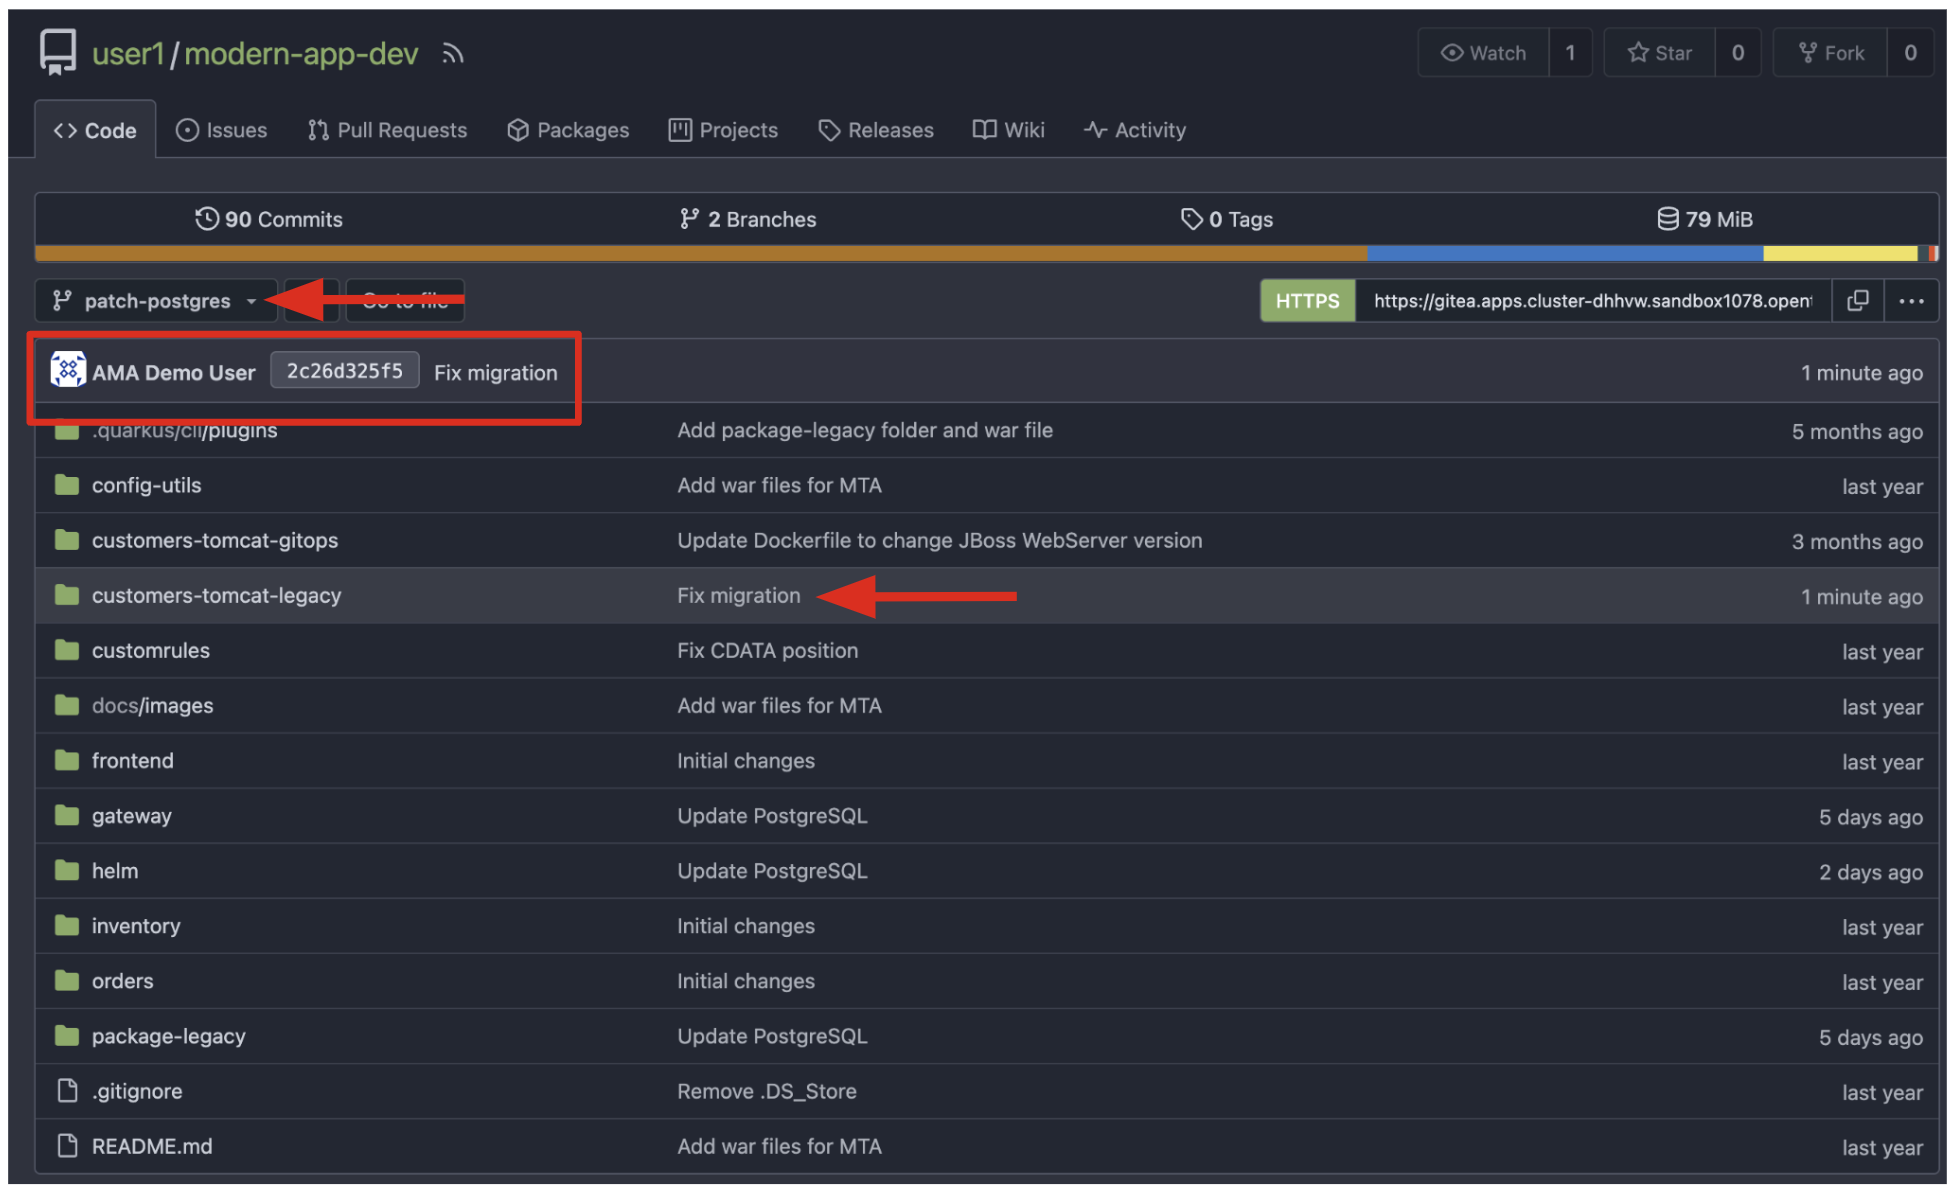 user1/modern-app-dev
Watch 1 Star 0 Fork 0
Code Issues Pull Requests Packages Projects Releases Wiki Activity
90 Commits 2 Branches 0 Tags 79 MiB
patch-postgres Go to file HTTPS https://gitea.apps.cluster-dhhvw.sandbox1078.open
AMA Demo User 2c26d325f5 Fix migration 1 minute ago
.quarkus/cli/plugins Add package-legacy folder and war file 5 months ago
config-utils Add war files for MTA last year
customers-tomcat-gitops Update Dockerfile to change JBoss WebServer version 3 months ago
customers-tomcat-legacy Fix migration 1 minute ago
customrules Fix CDATA position last year
docs/images Add war files for MTA last year
frontend Initial changes last year
gateway Update PostgreSQL 5 days ago
helm Update PostgreSQL 2 days ago
inventory Initial changes last year
orders Initial changes last year
package-legacy Update PostgreSQL 5 days ago
.gitignore Remove .DS_Store last year
README.md Add war files for MTA last year